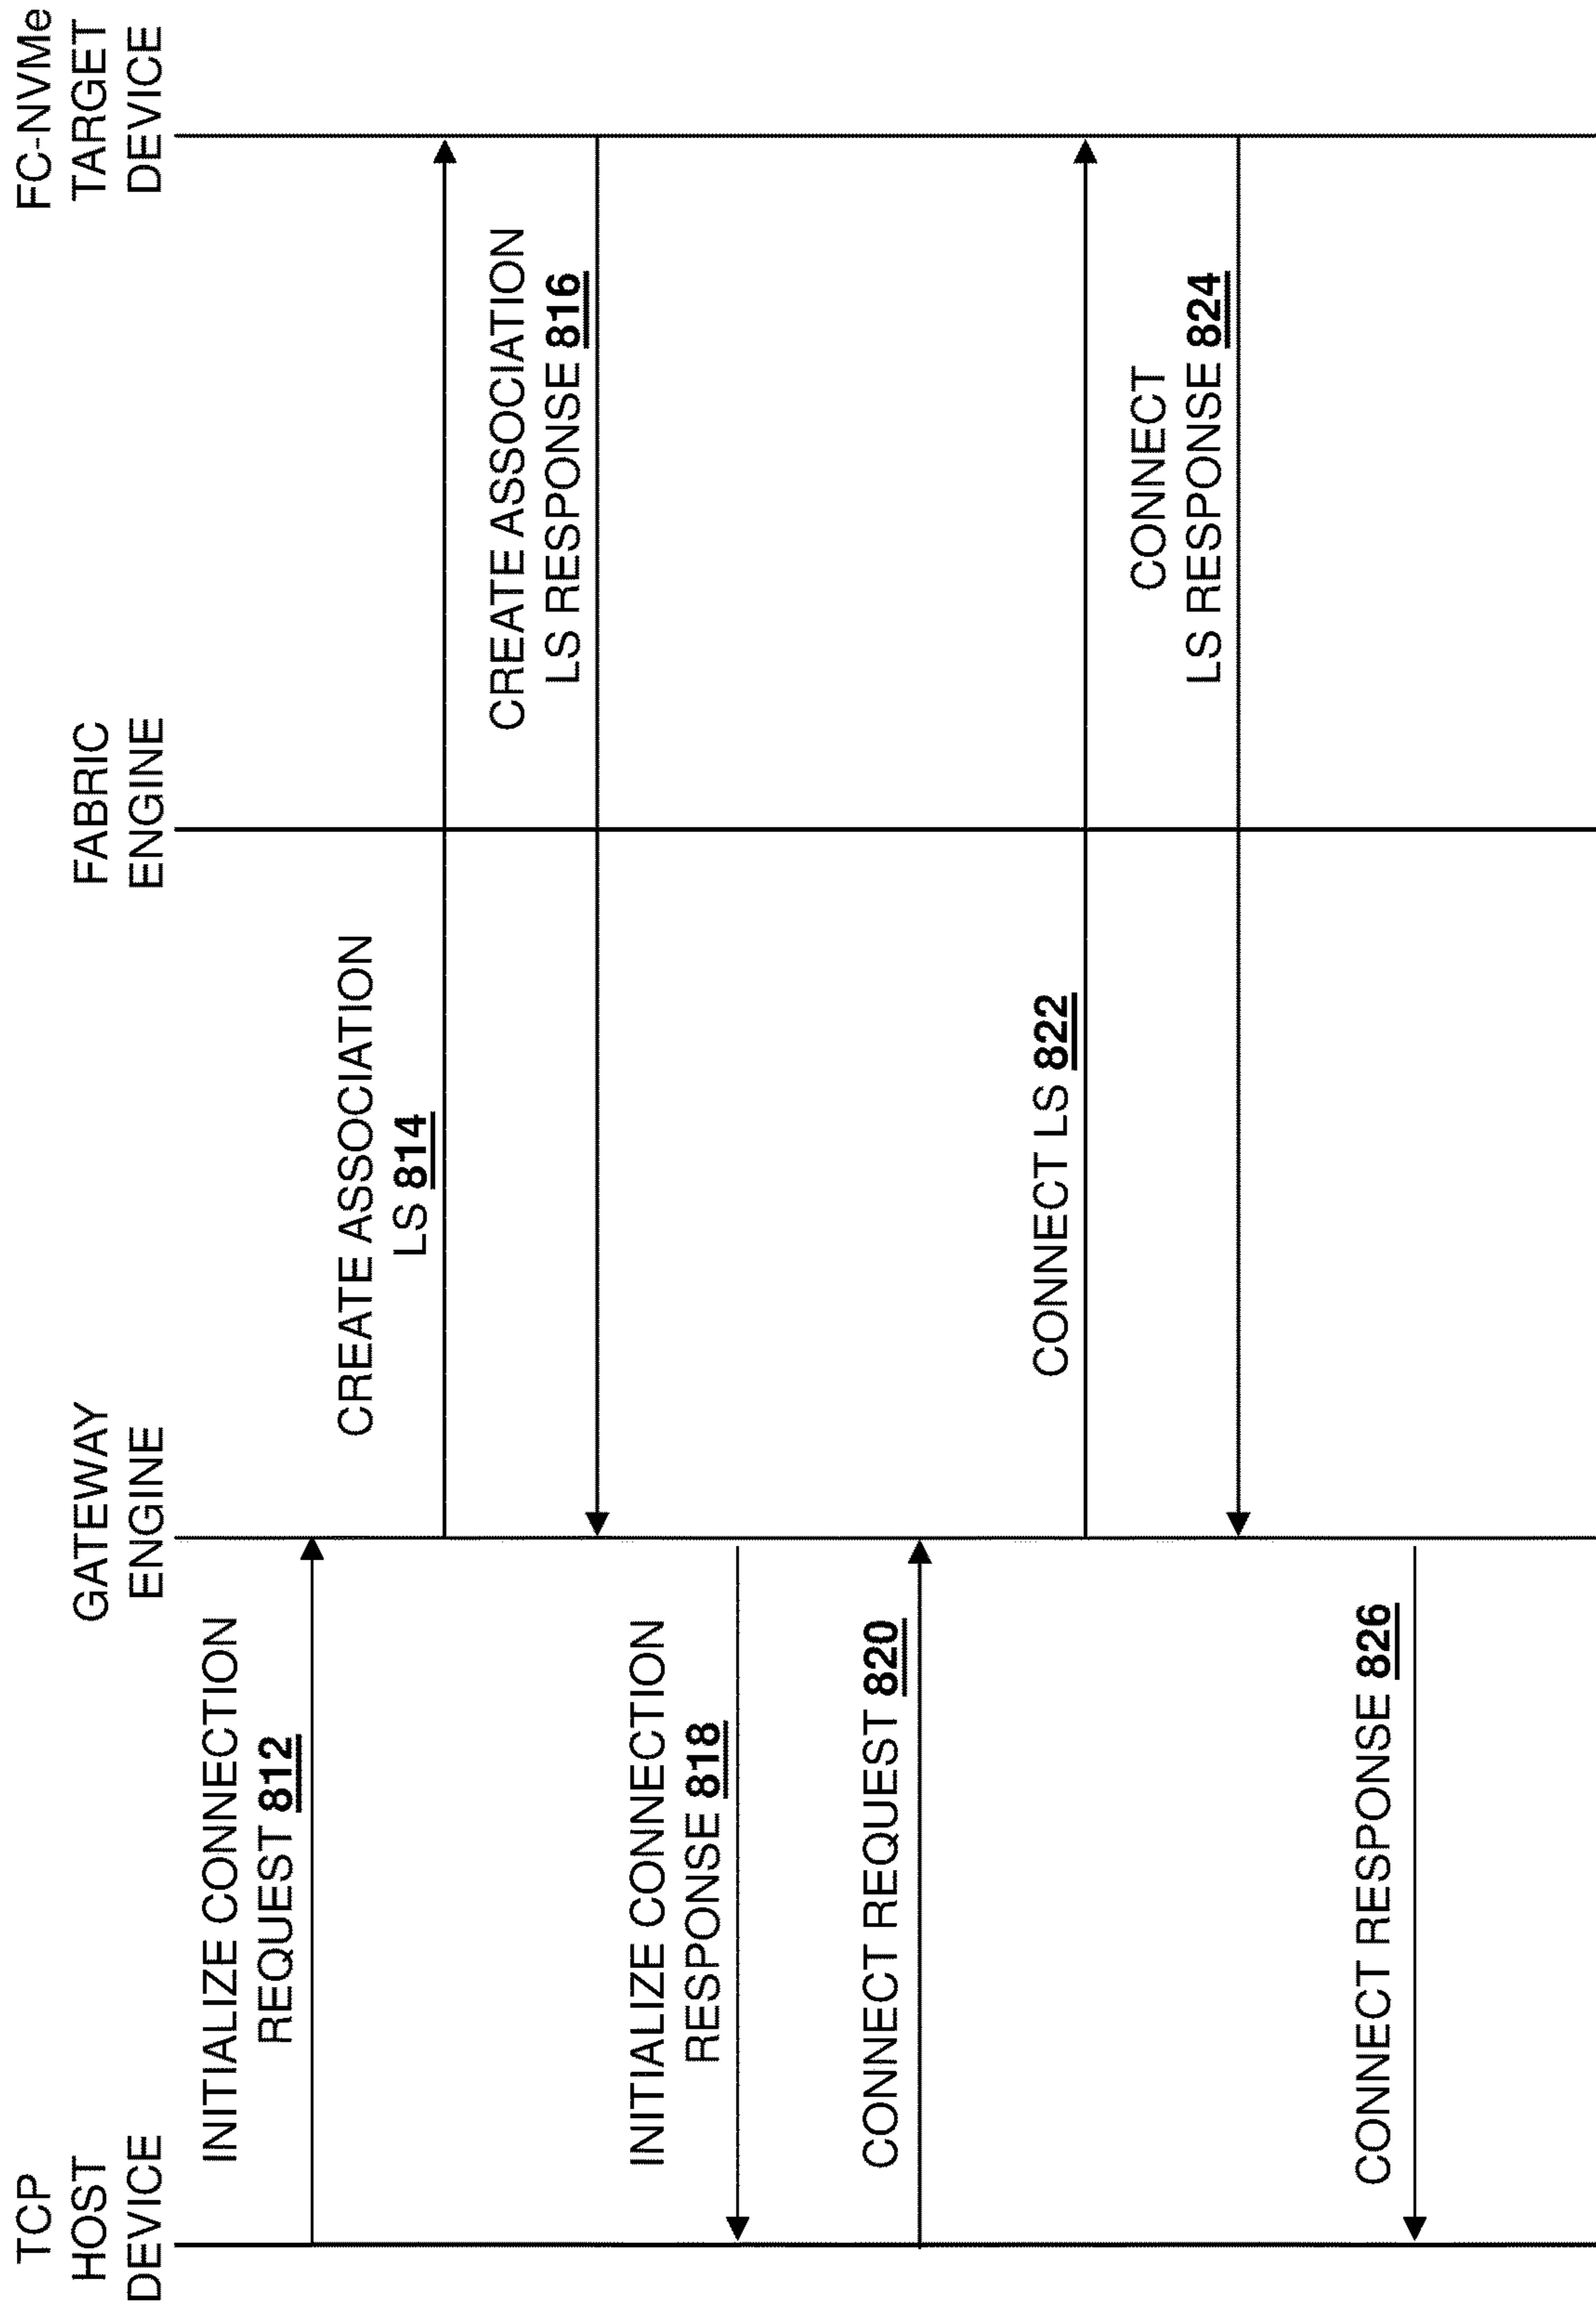 TCP
HOST
DEVICE
GATEWAY
ENGINE
FABRIC
ENGINE
FC-NVMe
TARGET
DEVICE
INITIALIZE CONNECTION
REQUEST 812
CREATE ASSOCIATION
LS 814
CREATE ASSOCIATION
LS RESPONSE 816
INITIALIZE CONNECTION
RESPONSE 818
CONNECT REQUEST 820
CONNECT LS 822
CONNECT
LS RESPONSE 824
CONNECT RESPONSE 826